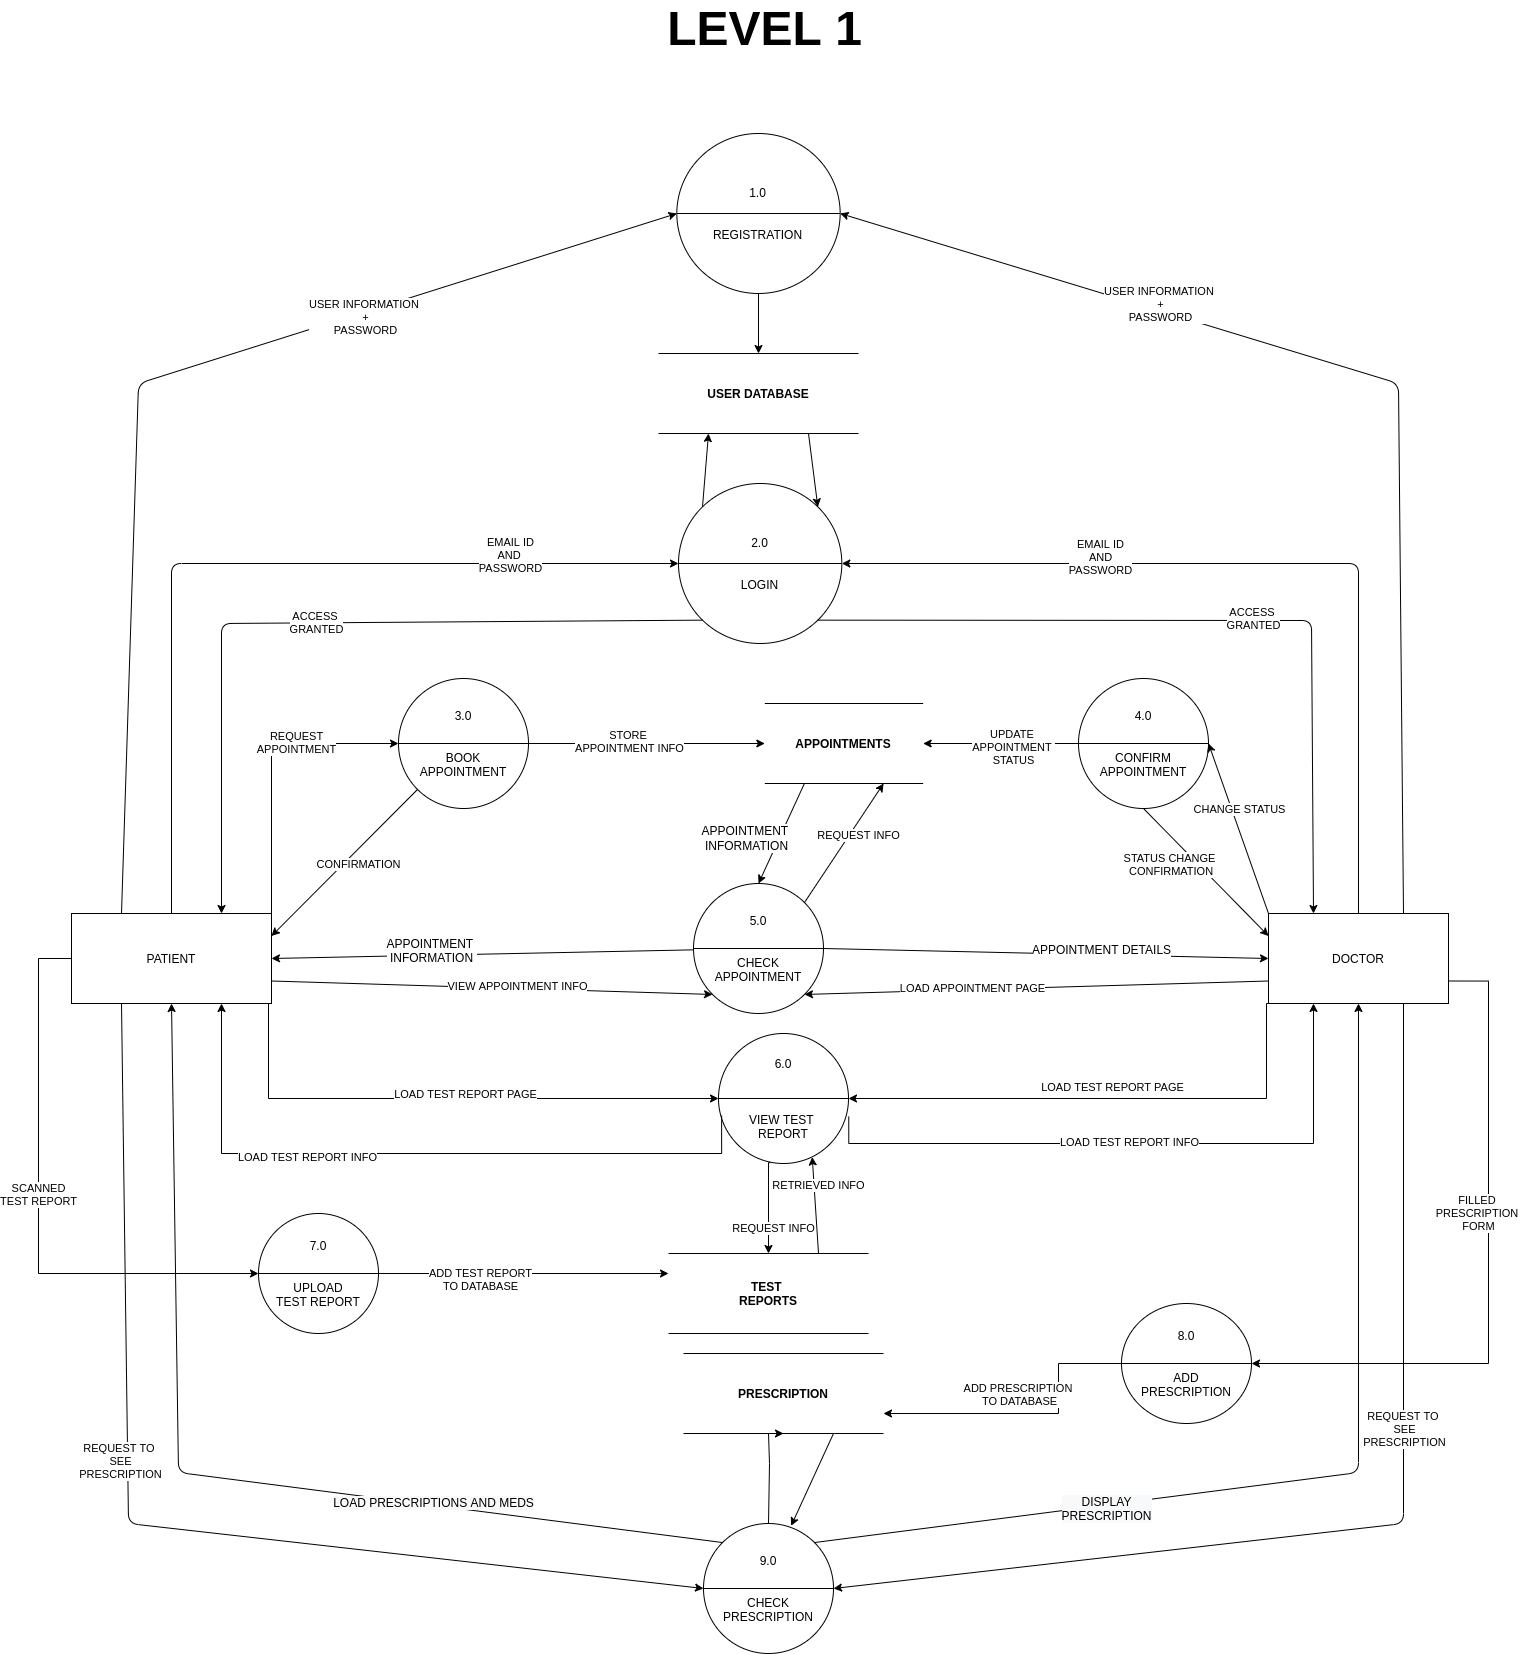 LEVEL 1
1.0
REGISTRATION
USER INFORMATION
+
PASSWORD
USER INFORMATION
+
PASSWORD
USER DATABASE
2.0
LOGIN
EMAIL ID
AND
PASSWORD
EMAIL ID
AND
PASSWORD
ACCESS
GRANTED
ACCESS
GRANTED
3.0
BOOK
APPOINTMENT
REQUEST
APPOINTMENT
STORE
APPOINTMENT INFO
APPOINTMENTS
UPDATE
APPOINTMENT
STATUS
4.0
CONFIRM
APPOINTMENT
CHANGE STATUS
APPOINTMENT
INFORMATION
REQUEST INFO
CONFIRMATION
STATUS CHANGE
CONFIRMATION
5.0
CHECK
APPOINTMENT
PATIENT
APPOINTMENT
INFORMATION
APPOINTMENT DETAILS
DOCTOR
VIEW APPOINTMENT INFO
LOAD APPOINTMENT PAGE
6.0
VIEW TEST
REPORT
LOAD TEST REPORT PAGE
LOAD TEST REPORT PAGE
LOAD TEST REPORT INFO
LOAD TEST REPORT INFO
RETRIEVED INFO
REQUEST INFO
SCANNED
TEST REPORT
FILLED
PRESCRIPTION
FORM
7.0
UPLOAD
TEST REPORT
ADD TEST REPORT
TO DATABASE
TEST
REPORTS
8.0
ADD
PRESCRIPTION
PRESCRIPTION
ADD PRESCRIPTION
TO DATABASE
REQUEST TO
SEE
PRESCRIPTION
REQUEST TO
SEE
PRESCRIPTION
LOAD PRESCRIPTIONS AND MEDS
DISPLAY
PRESCRIPTION
9.0
CHECK
PRESCRIPTION